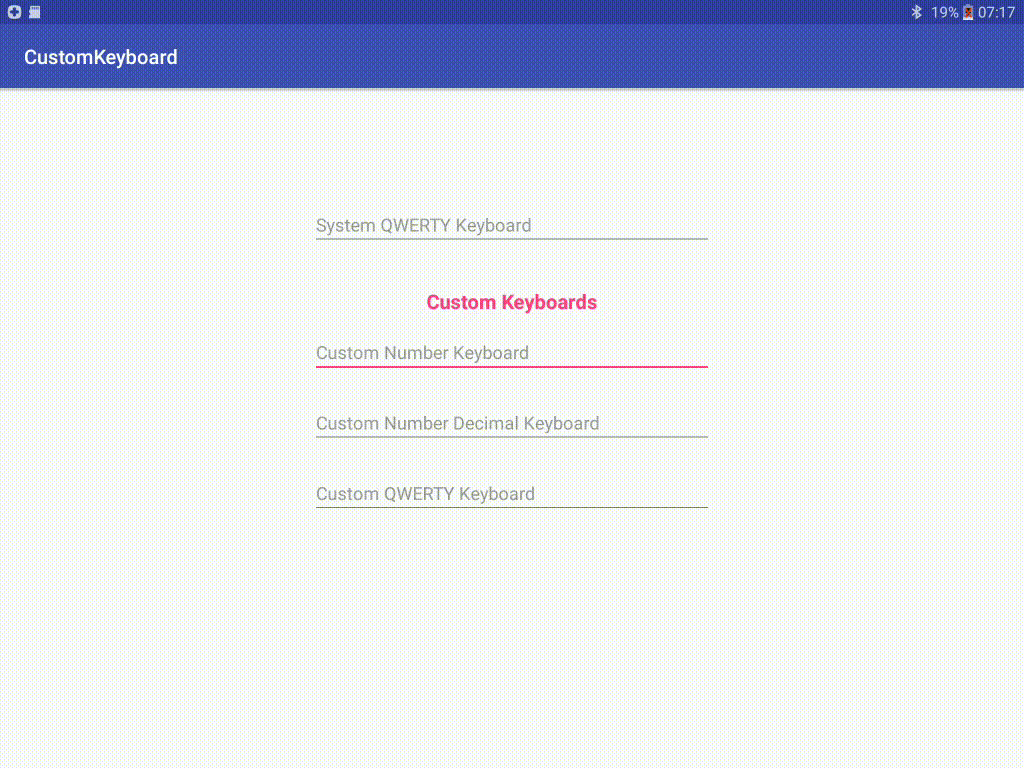 19% 07:17
CustomKeyboard
System QWERTY Keyboard
Custom Keyboards
Custom Number Keyboard
Custom Number Decimal Keyboard
Custom QWERTY Keyboard